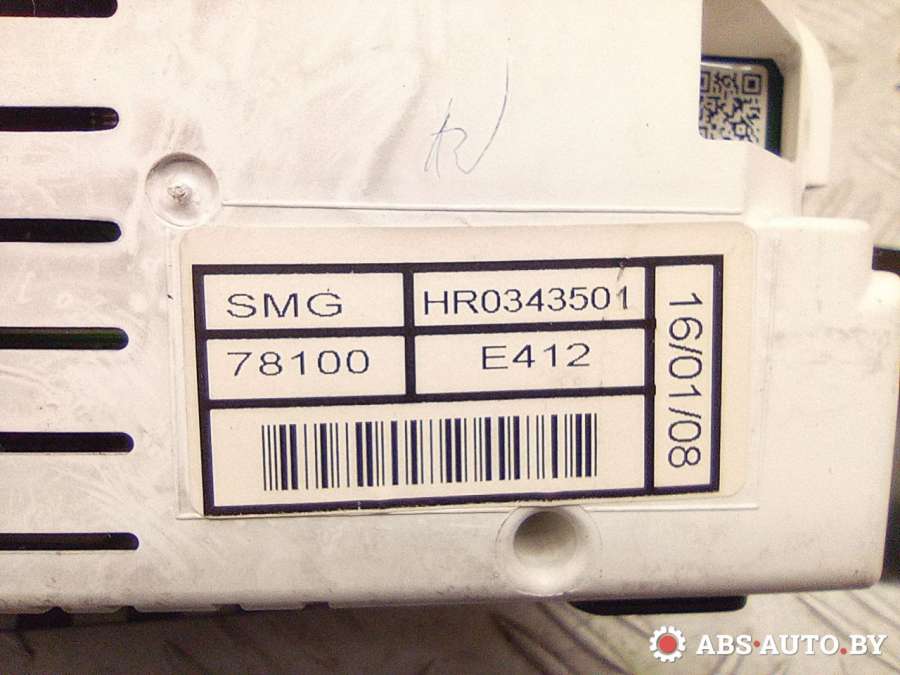 SMG HR0343501
78100 E412
16/01/08
ABS-AUTO.BY